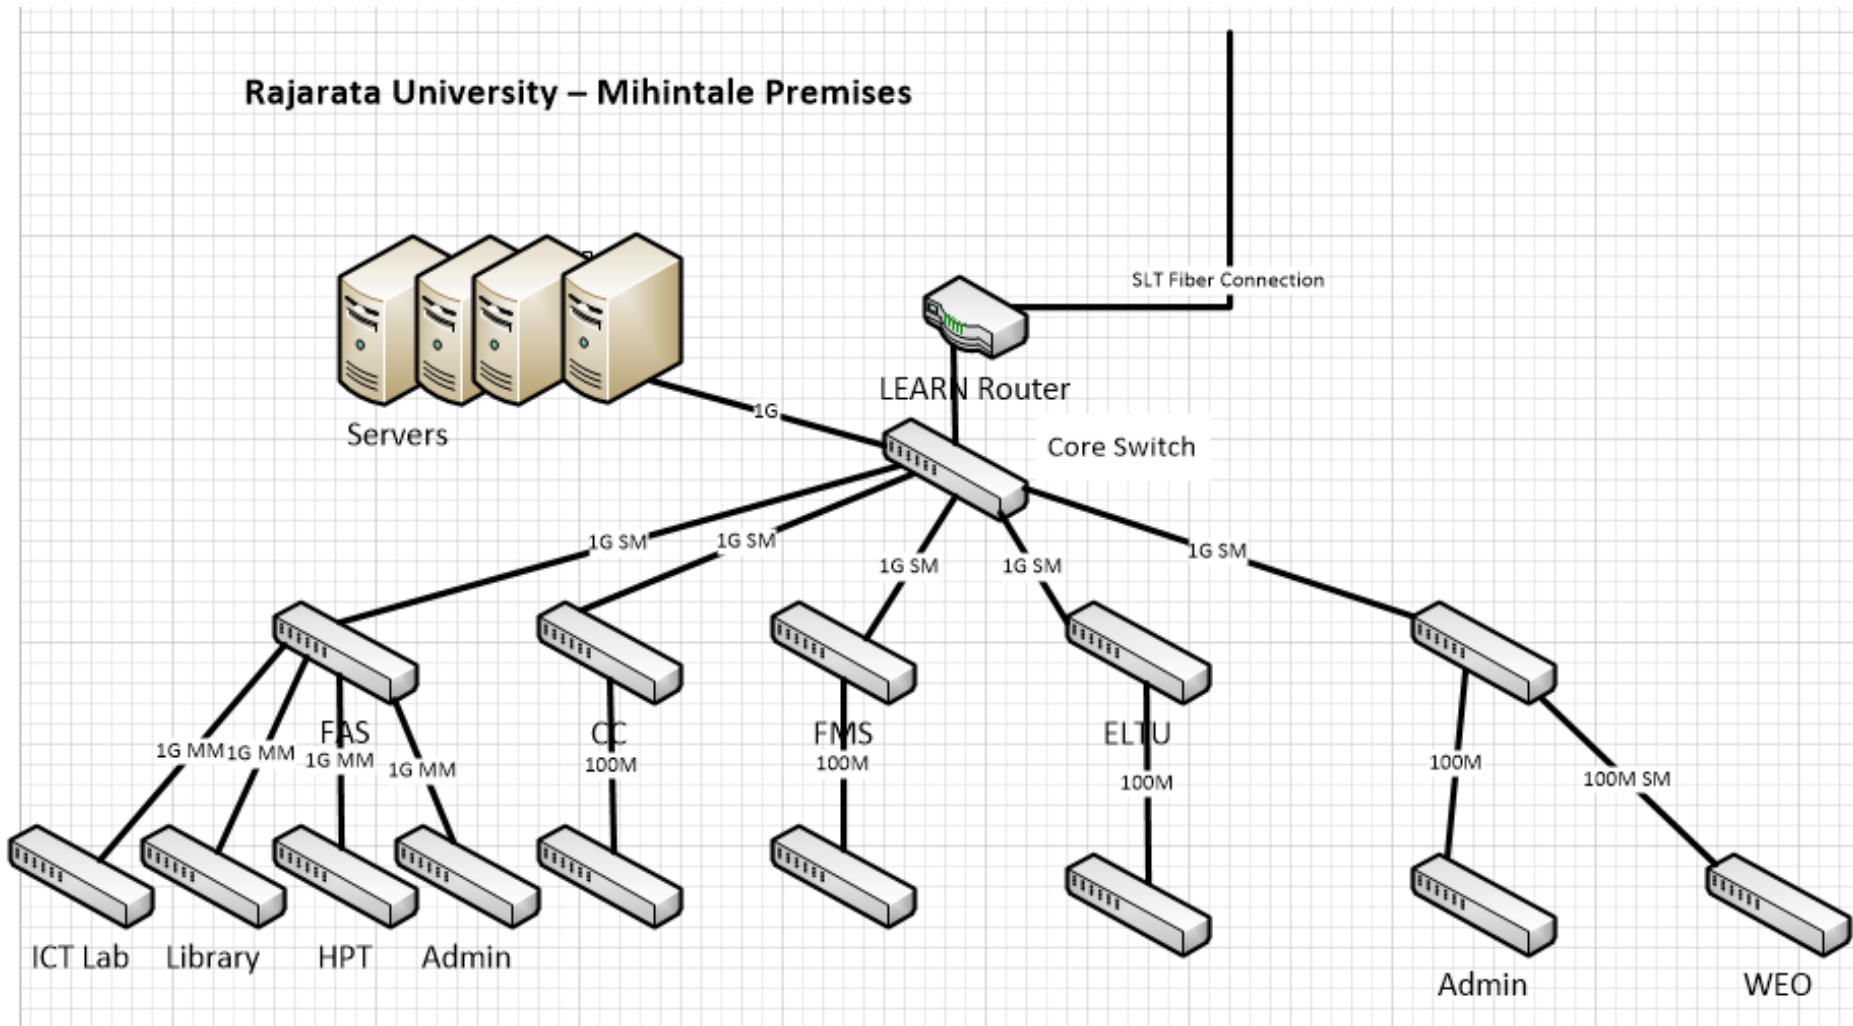 Rajarata University – Mihintale Premises
SLT Fiber Connection
LEARN Router
Servers
1G
Core Switch
1G SM
1G SM
1G SM
1G SM
1G SM
FAS
CC
FMS
ELTU
1G MM
1G MM
1G MM
1G MM
100M
100M
100M
100M
100M SM
ICT Lab
Library
HPT
Admin
Admin
WEO